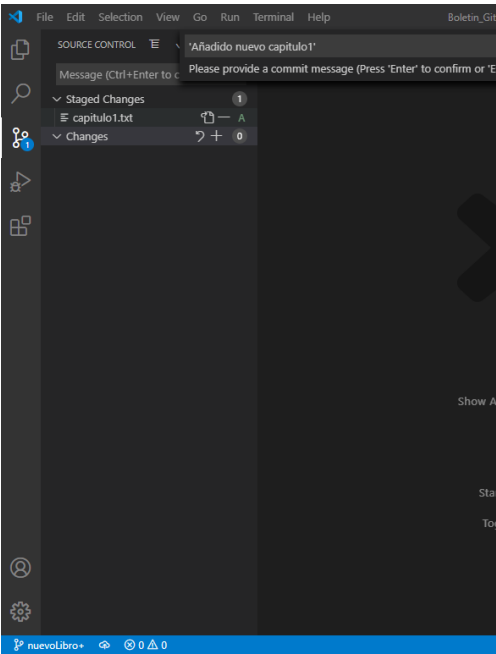 File Edit Selection View Go Run Terminal Help Boletin_Git
SOURCE CONTROL
'Añadido nuevo capitulo1'
Message (Ctrl+Enter to c
Please provide a commit message (Press 'Enter' to confirm or 'E
Staged Changes 1
capitulo1.txt A
Changes 0
1
Show A
Sta
Tog
nuevoLibro+ 0 0